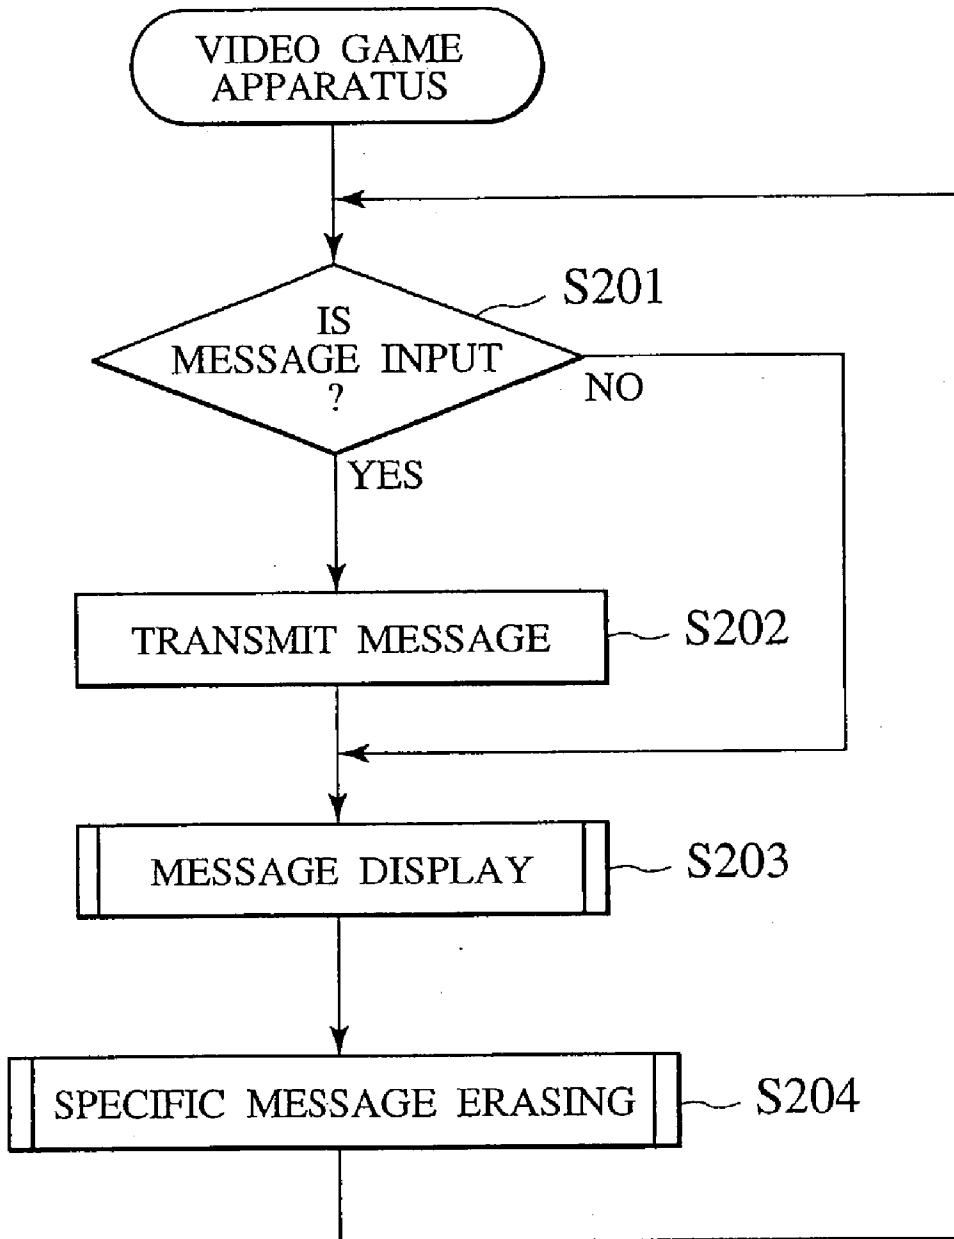 VIDEO GAME
APPARATUS
S201
IS
MESSAGE INPUT
?
NO
YES
TRANSMIT MESSAGE
S202
MESSAGE DISPLAY
S203
SPECIFIC MESSAGE ERASING
S204